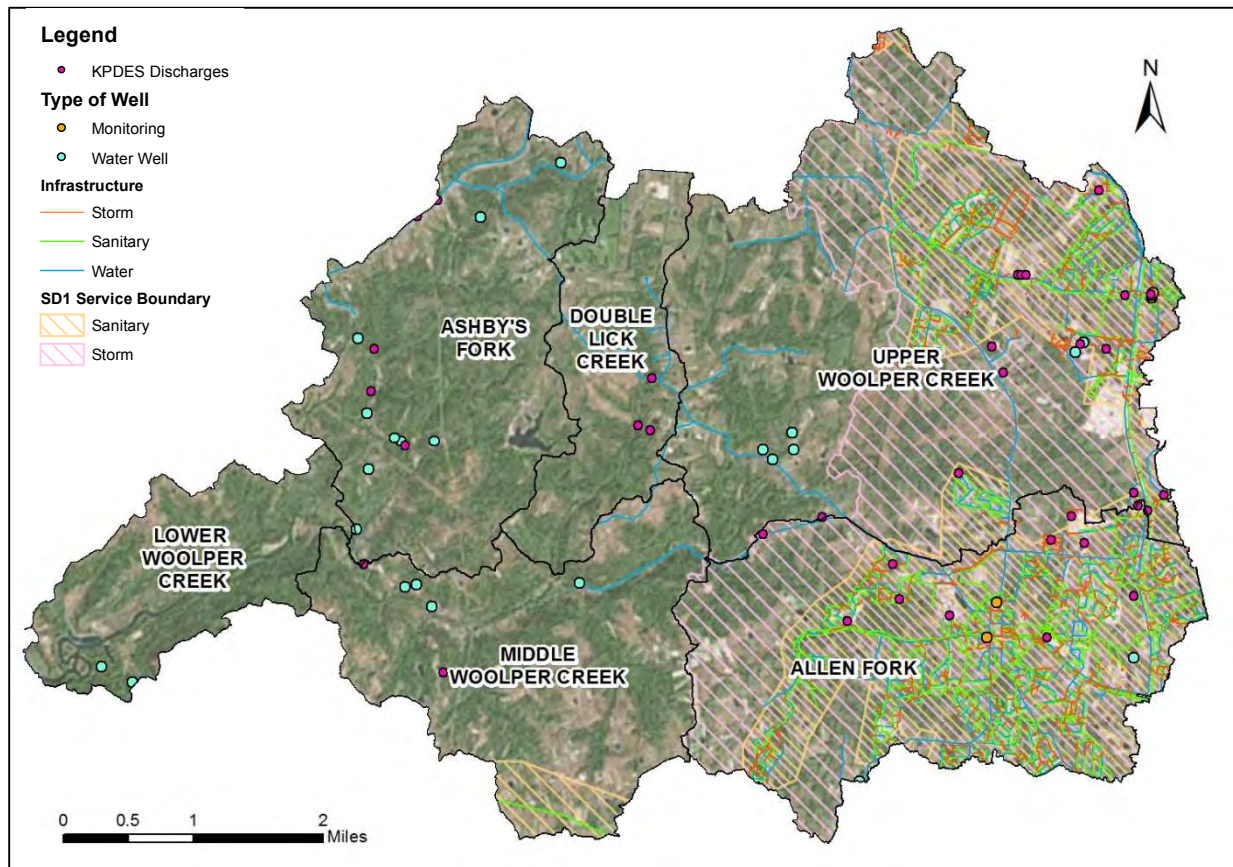 Legend
KPDES Discharges
Type of Well
Monitoring
Water Well
Infrastructure
Storm
Sanitary
Water
SD1 Service Boundary
Sanitary
Storm
N
ASHBY'S
FORK
DOUBLE
LICK
CREEK
UPPER
WOOLPER CREEK
LOWER
WOOLPER
CREEK
MIDDLE
WOOLPER CREEK
ALLEN FORK
0 0.5 1 2
Miles